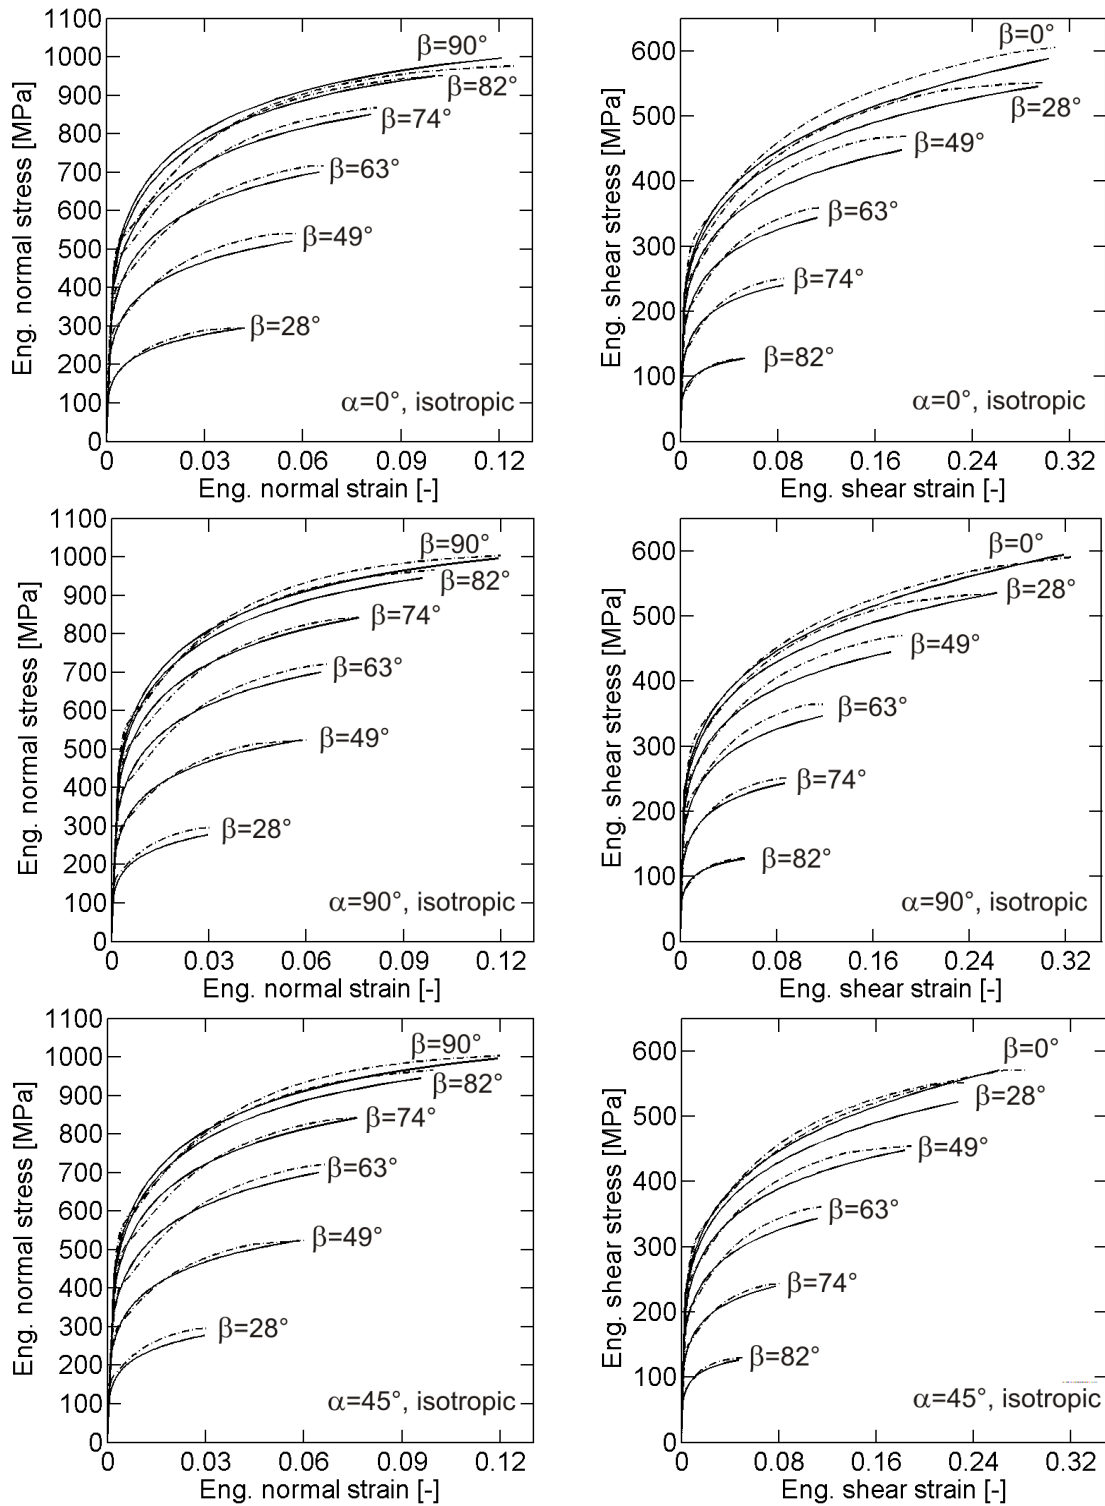 1100
1000
900
800
700
600
500
400
300
200
100
0
Eng. normal stress [MPa]
β=90°
β=82°
β=74°
β=63°
β=49°
β=28°
α=0°, isotropic
0 0.03 0.06 0.09 0.12
Eng. normal strain [-]
600
500
400
300
200
100
0
Eng. shear stress [MPa]
β=0°
β=28°
β=49°
β=63°
β=74°
β=82°
α=0°, isotropic
0 0.08 0.16 0.24 0.32
Eng. shear strain [-]
1100
1000
900
800
700
600
500
400
300
200
100
0
Eng. normal stress [MPa]
β=90°
β=82°
β=74°
β=63°
β=49°
β=28°
α=90°, isotropic
0 0.03 0.06 0.09 0.12
Eng. normal strain [-]
600
500
400
300
200
100
0
Eng. shear stress [MPa]
β=0°
β=28°
β=49°
β=63°
β=74°
β=82°
α=90°, isotropic
0 0.08 0.16 0.24 0.32
Eng. shear strain [-]
1100
1000
900
800
700
600
500
400
300
200
100
0
Eng. normal stress [MPa]
β=90°
β=82°
β=74°
β=63°
β=49°
β=28°
α=45°, isotropic
0 0.03 0.06 0.09 0.12
Eng. normal strain [-]
600
500
400
300
200
100
0
Eng. shear stress [MPa]
β=0°
β=28°
β=49°
β=63°
β=74°
β=82°
α=45°, isotropic
0 0.08 0.16 0.24 0.32
Eng. shear strain [-]